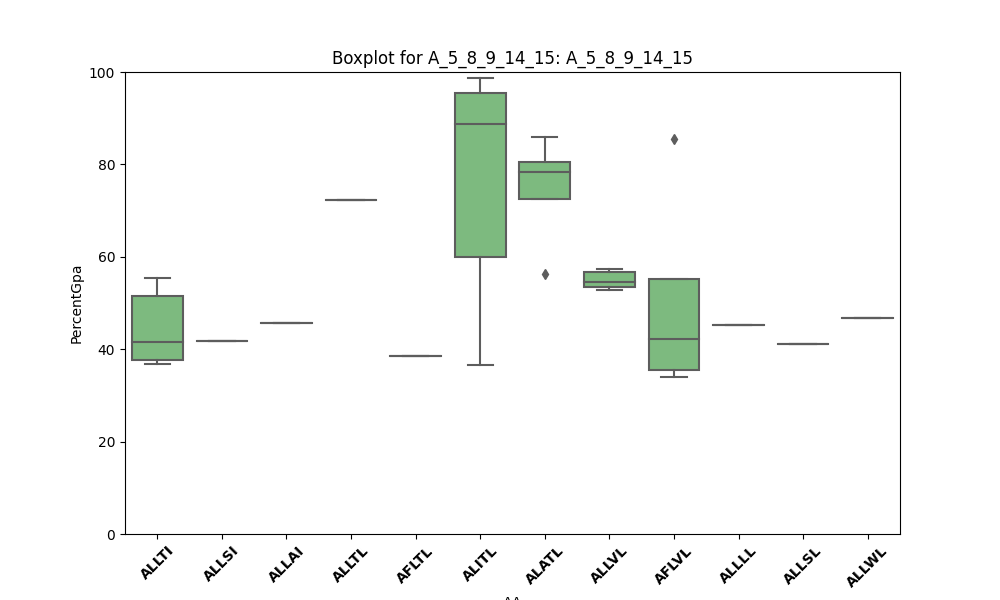 Boxplot for A_5_8_9_14_15: A_5_8_9_14_15
100
80
60
40
20
0
PercentGpa
ALLTI
ALLSI
ALLAI
ALLTL
AFLTL
ALITL
ALATL
ALLVL
AFLVL
ALLLL
ALLSL
ALLWL